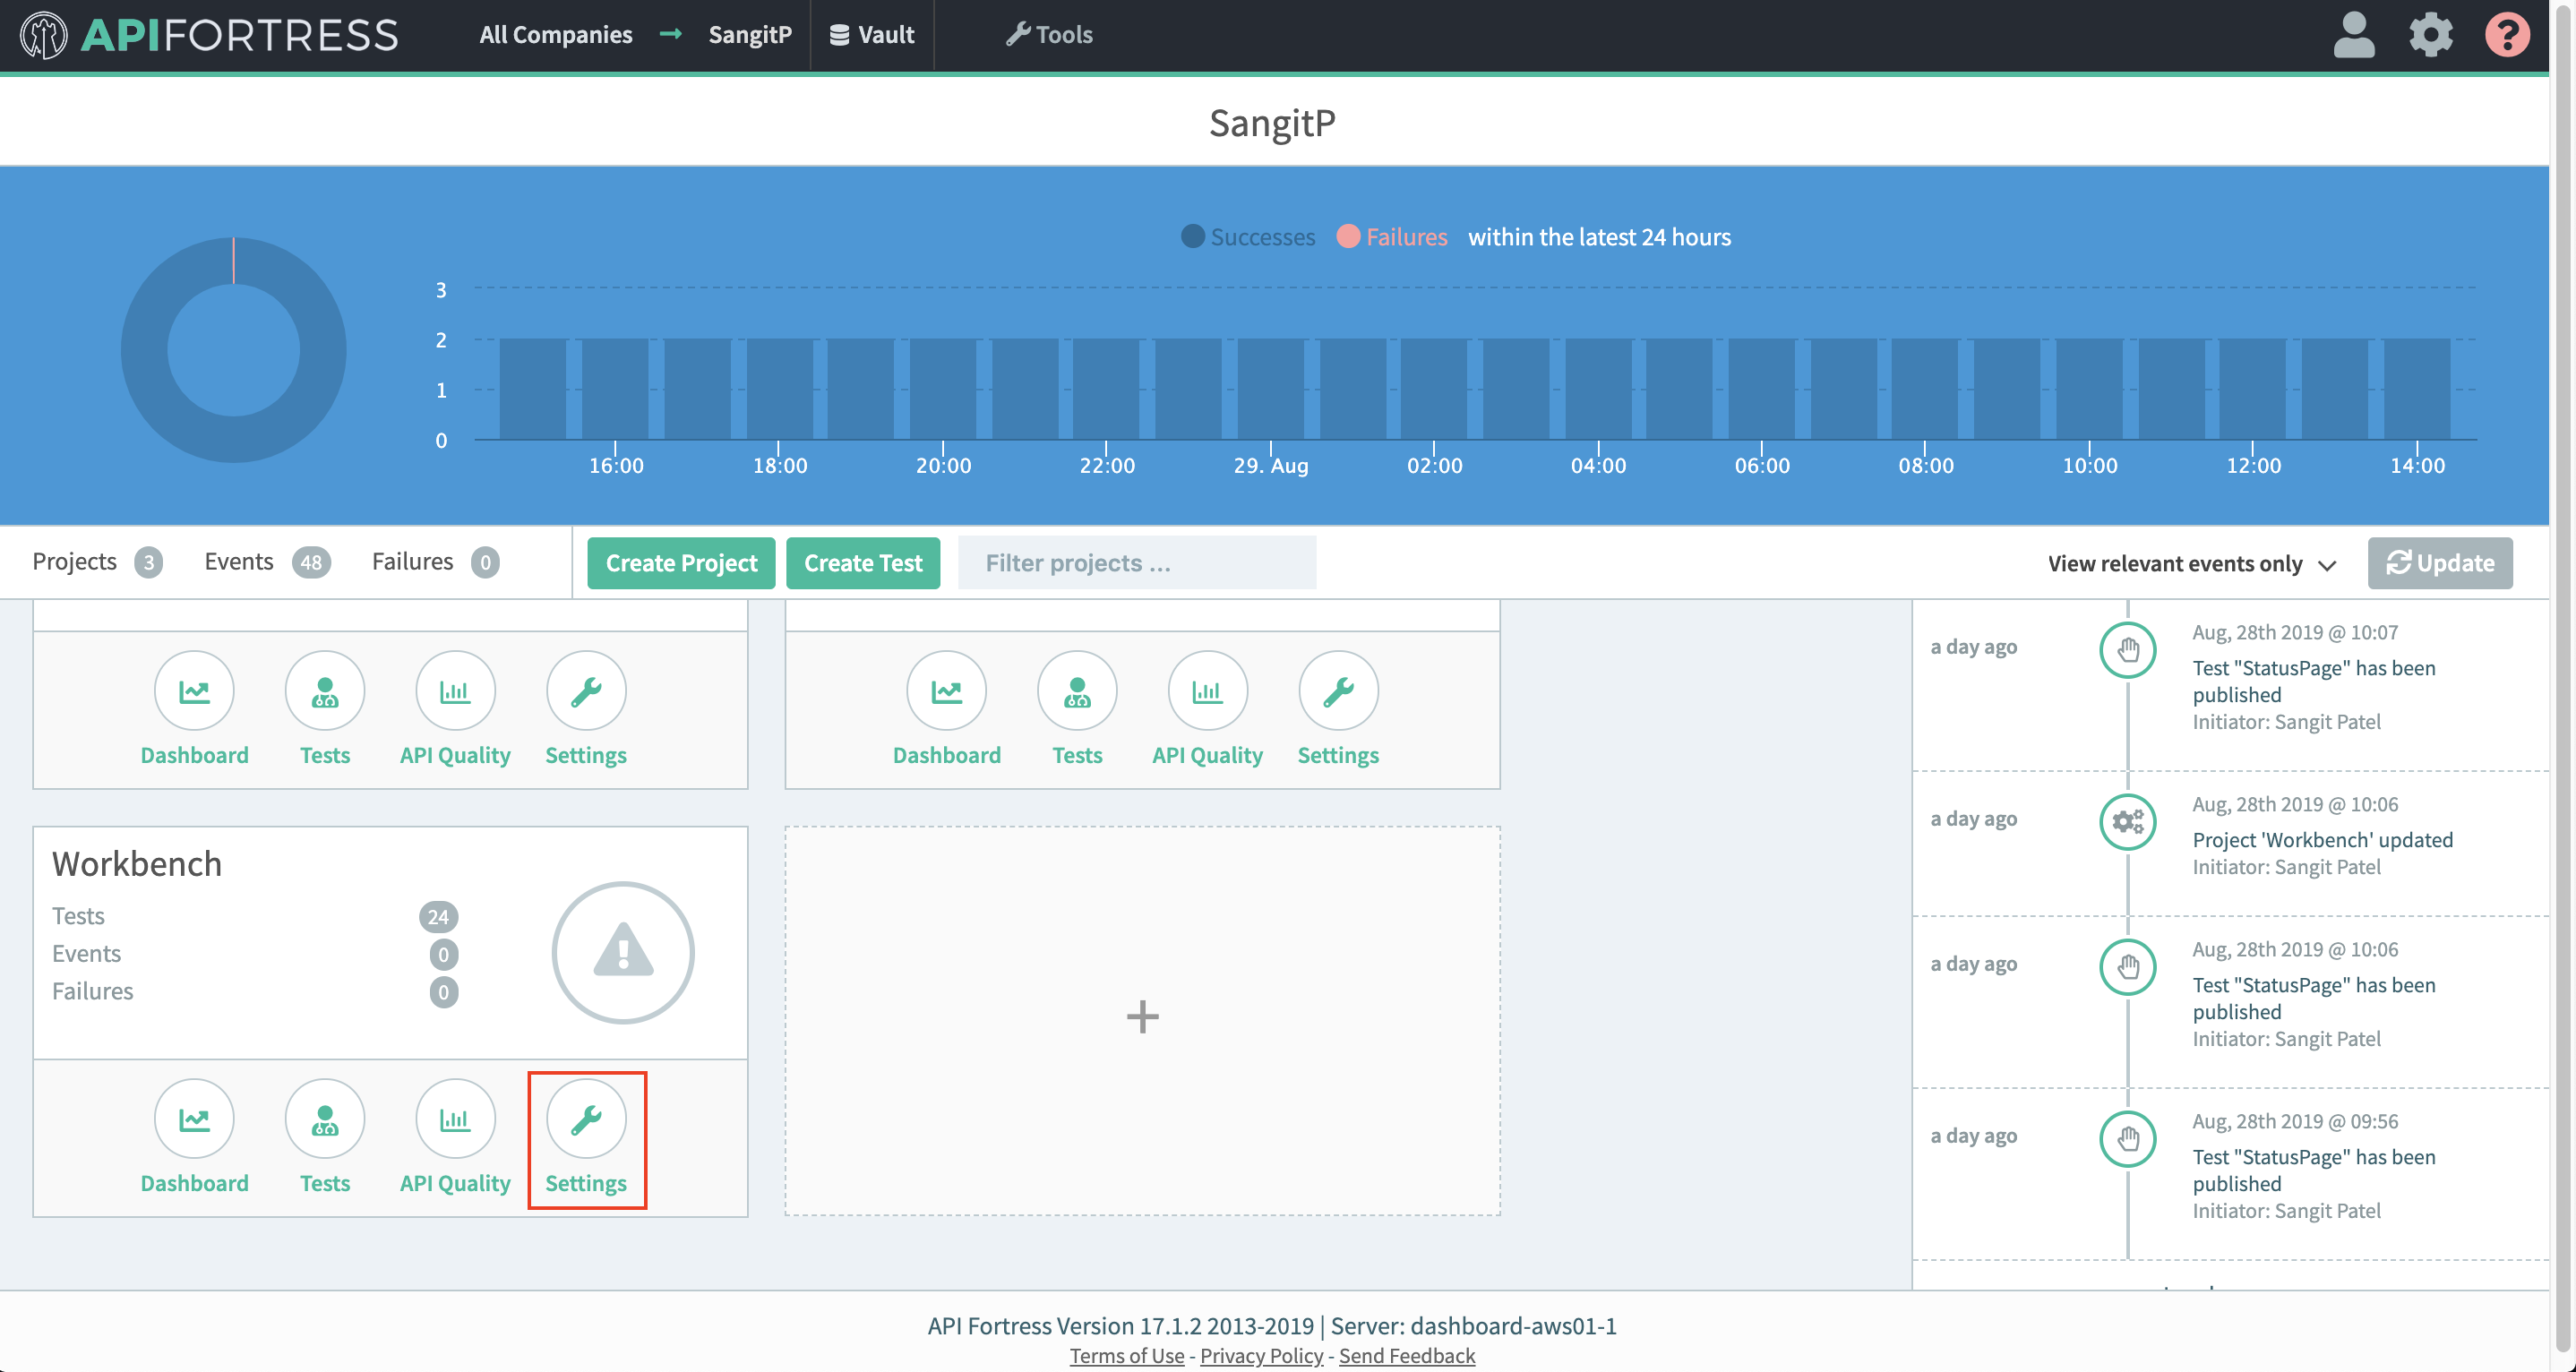 APIFORTRESS
All Companies → SangitP
Vault
Tools
?
SangitP
Successes Failures within the latest 24 hours
3
2
1
0
16:00 18:00 20:00 22:00 29. Aug 02:00 04:00 06:00 08:00 10:00 12:00 14:00
Projects 3 Events 48 Failures 0
Create Project Create Test Filter projects ...
View relevant events only
Update
Dashboard Tests API Quality Settings
Dashboard Tests API Quality Settings
Workbench
Tests 24
Events 0
Failures 0
Dashboard Tests API Quality Settings
+
a day ago
Aug, 28th 2019 @ 10:07
Test "StatusPage" has been
published
Initiator: Sangit Patel
a day ago
Aug, 28th 2019 @ 10:06
Project 'Workbench' updated
Initiator: Sangit Patel
a day ago
Aug, 28th 2019 @ 10:06
Test "StatusPage" has been
published
Initiator: Sangit Patel
a day ago
Aug, 28th 2019 @ 09:56
Test "StatusPage" has been
published
Initiator: Sangit Patel
API Fortress Version 17.1.2 2013-2019 | Server: dashboard-aws01-1
Terms of Use - Privacy Policy - Send Feedback